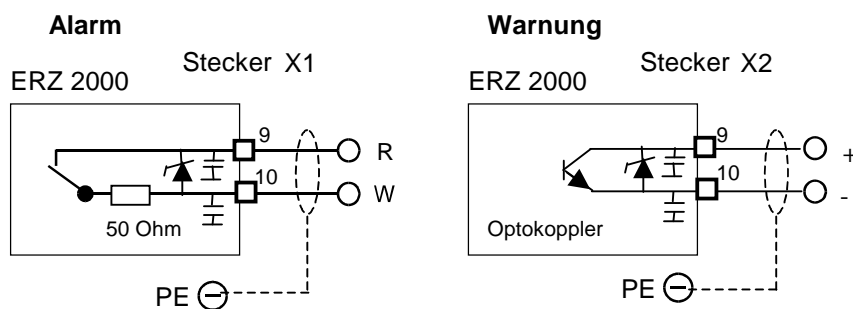 Alarm
Stecker X1
ERZ 2000
9
R
10
W
50 Ohm
PE
Warnung
Stecker X2
ERZ 2000
9
+
10
-
Optokoppler
PE